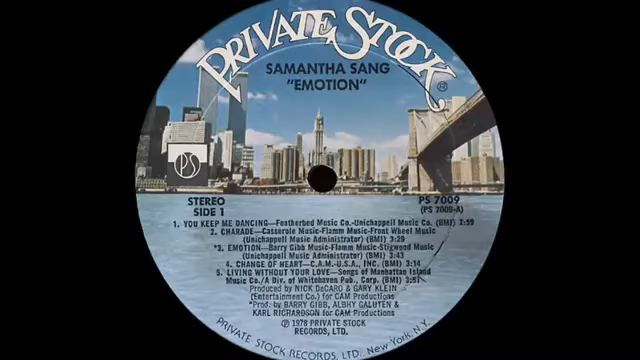 PRIVATE STOCK®
SAMANTHA SANG
"EMOTION"
PS
STEREO
SIDE 1
PS 7009
(PS 7009-A)
1. YOU KEEP ME DANCING—Featherbed Music Co.-Unichappell Music Co. (BMI) 2:59
2. CHARADE—Casserole Music-Flamm Music-Front Wheel Music
(Unichappell Music Administrator) (BMI) 3:29
*3. EMOTION—Barry Gibb Music-Flamm Music-Stigwood Music
(Unichappell Music Administrator) (BMI) 3:43
4. CHANGE OF HEART—C.A.M.-U.S.A., INC. (BMI) 3:14
5. LIVING WITHOUT YOUR LOVE—Songs of Manhattan Island
Music Co./A Div. of Whitehaven Pub., Corp. (BMI) 3:51
Produced by NICK DeCARO & GARY KLEIN
(Entertainment Co.) for CAM Productions
*Prod. by BARRY GIBB, ALBHY GALUTEN &
KARL RICHARDSON for CAM Productions
℗ 1978 PRIVATE STOCK
RECORDS, LTD.
PRIVATE STOCK RECORDS, LTD., New York, N.Y.